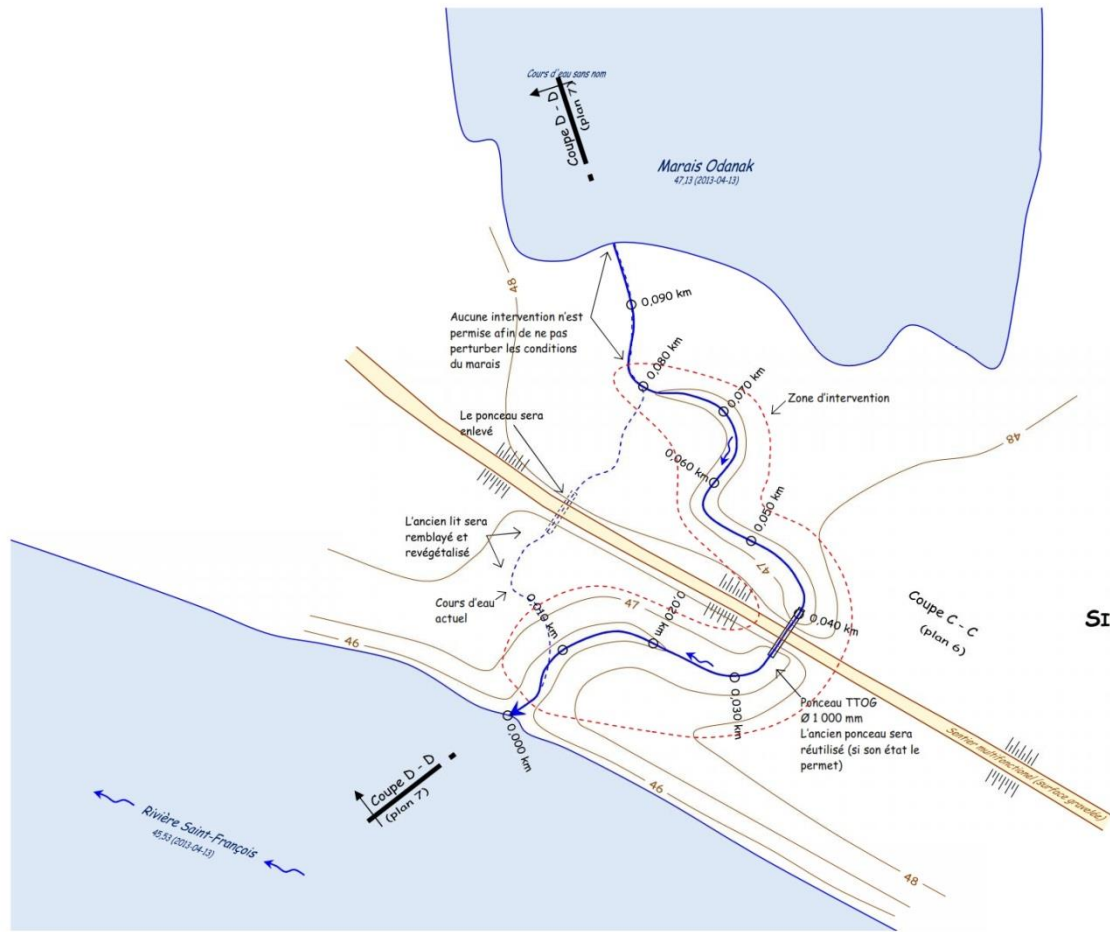 Cours d'eau sans nom
Coupe D - D
(plan 7)
Marais Odanak
47,13 (2013-04-13)
48
0,090 km
Aucune intervention n'est
permise afin de ne pas
perturber les conditions
du marais
0,080 km
0,070 km
Zone d'intervention
Le ponceau sera
enlevé
48
0,060 km
0,050 km
L'ancien lit sera
remblayé et
revégétalisé
47
Cours d'eau
actuel
0,010 km
47
0,020 km
0,040 km
Coupe C - C
(plan 6)
SI
46
0,030 km
Ponceau TTOG
Ø 1 000 mm
L'ancien ponceau sera
réutilisé (si son état le
permet)
0,000 km
Sentier multifonctionel (surface gravelée)
Coupe D - D
(plan 7)
46
Rivière Saint-François
45,53 (2013-04-13)
48